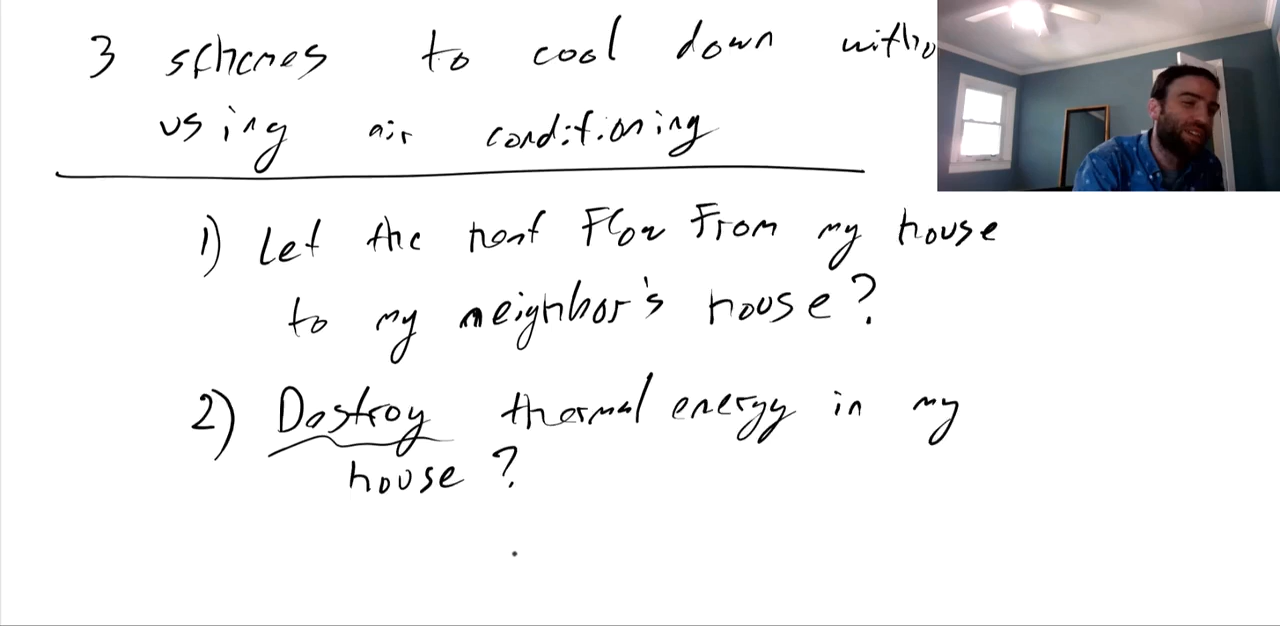 3 schemes to cool down witho
using air conditioning
1) Let the heat Flow From my house
to my neighbor's house?
2) Destroy thermal energy in my
house?